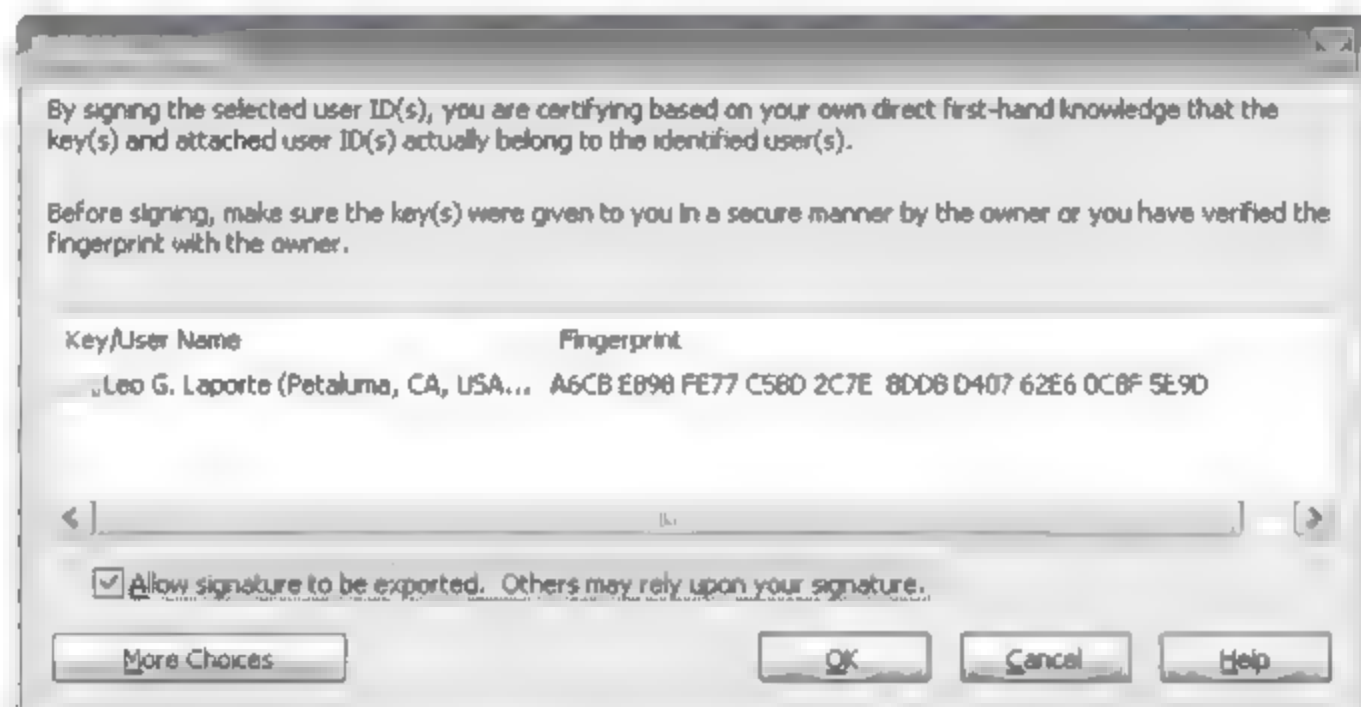 By signing the selected user ID(s), you are certifying based on your own direct first-hand knowledge that the
key(s) and attached user ID(s) actually belong to the identified user(s).
Before signing, make sure the key(s) were given to you in a secure manner by the owner or you have verified the
fingerprint with the owner.
Key/User Name Fingerprint
Leo G. Laporte (Petaluma, CA, USA... A6CB E898 FE77 C58D 2C7E 8DDB D407 62E6 0C8F 5E9D
Allow signature to be exported. Others may rely upon your signature.
More Choices OK Cancel Help